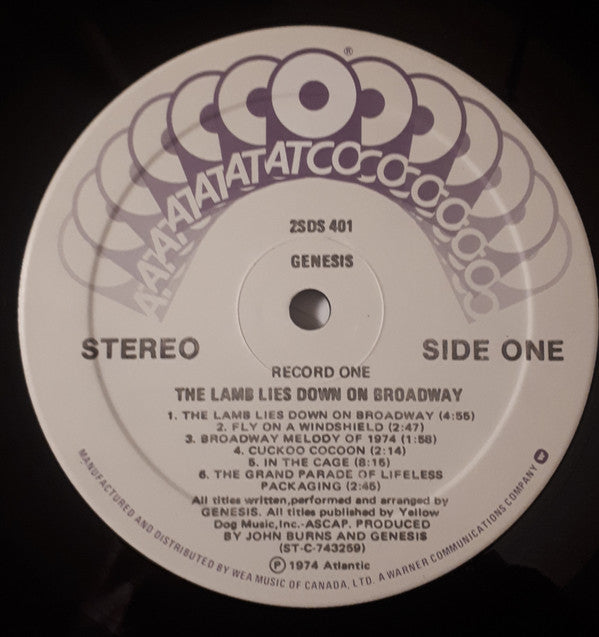 ®
ATATATATATCOCOCOCOCO
2SDS 401
GENESIS
STEREO
SIDE ONE
RECORD ONE
THE LAMB LIES DOWN ON BROADWAY
1. THE LAMB LIES DOWN ON BROADWAY (4:55)
2. FLY ON A WINDSHIELD (2:47)
3. BROADWAY MELODY OF 1974 (1:58)
4. CUCKOO COCOON (2:14)
5. IN THE CAGE (8:15)
6. THE GRAND PARADE OF LIFELESS
PACKAGING (2:45)
All titles written,performed and arranged by
GENESIS. All titles published by Yellow
Dog Music,Inc.-ASCAP. PRODUCED
BY JOHN BURNS AND GENESIS
(ST-C-743259)
℗ 1974 Atlantic
MANUFACTURED AND DISTRIBUTED BY WEA MUSIC OF CANADA, LTD. A WARNER COMMUNICATIONS COMPANY